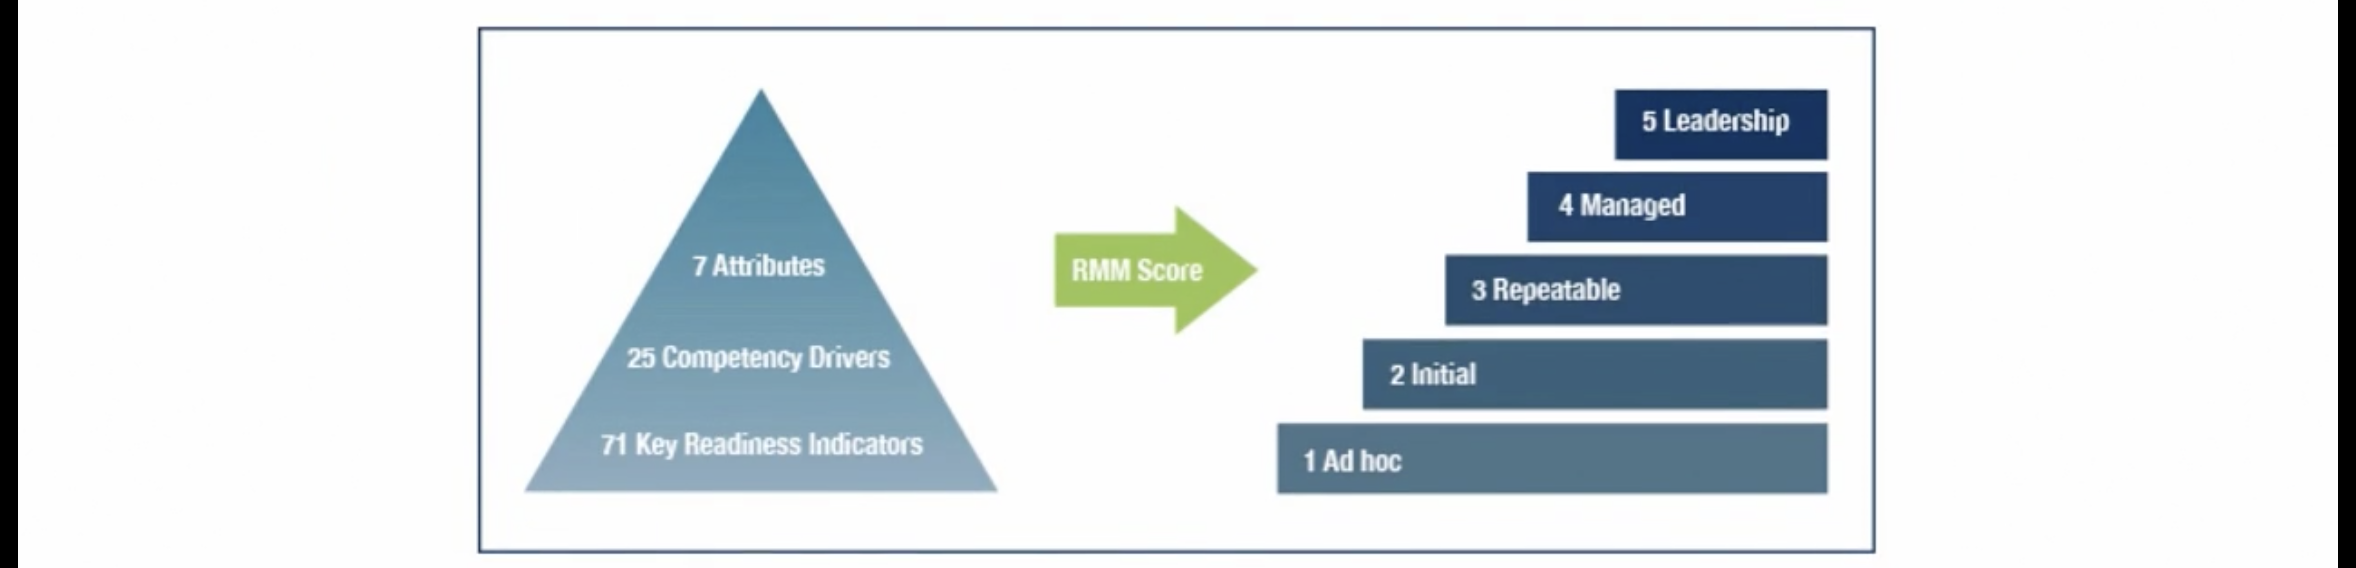 7 Attributes
25 Competency Drivers
71 Key Readiness Indicators
RMM Score
5 Leadership
4 Managed
3 Repeatable
2 Initial
1 Ad hoc